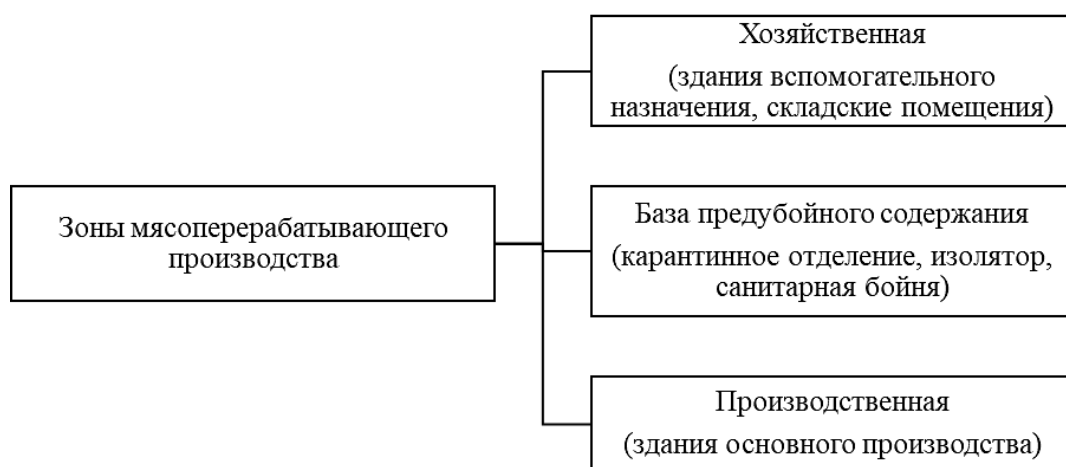 Хозяйственная
(здания вспомогательного
назначения, складские помещения)
Зоны мясоперерабатывающего
производства
База предубойного содержания
(карантинное отделение, изолятор,
санитарная бойня)
Производственная
(здания основного производства)